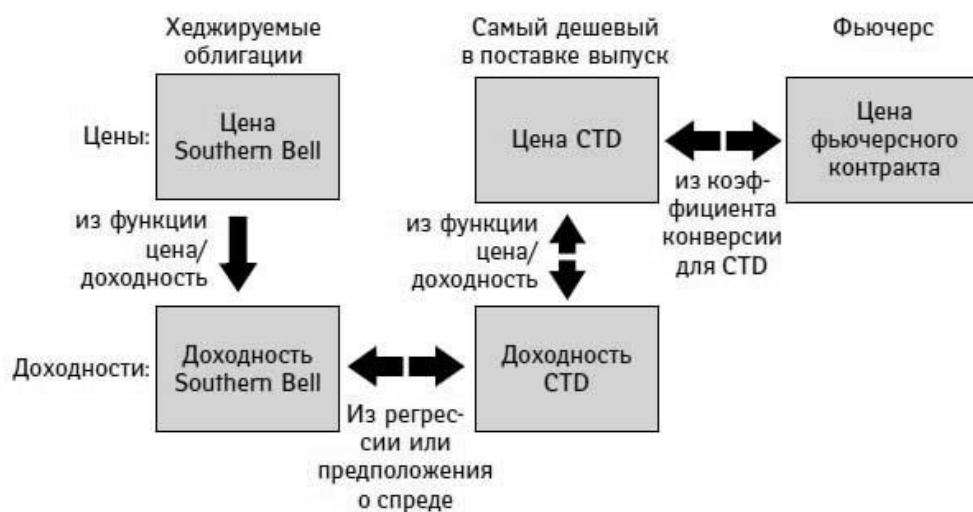 Хеджируемые
облигации
Самый дешевый
в поставке выпуск
Фьючерс
Цены:
Цена
Southern Bell
Цена CTD
Цена
фьючерсного
контракта
из функции
цена/
доходность
из функции
цена/
доходность
из коэф-
фициента
конверсии
для CTD
Доходности:
Доходность
Southern Bell
Доходность
CTD
Из регрес-
сии или
предположения
о спреде